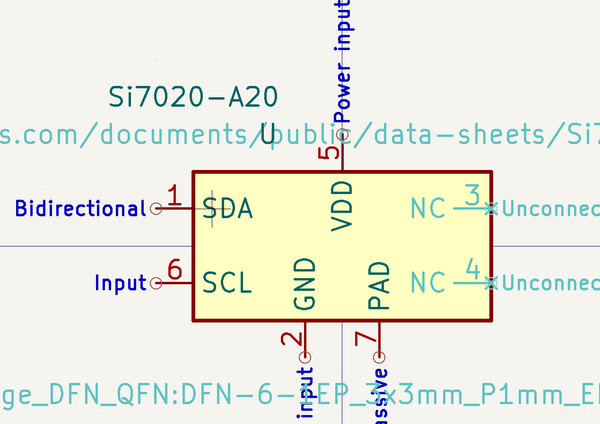 Power input
Si7020-A20
s.com/documents/public/data-sheets/Si7
U
5
1
3
Bidirectional
SDA
VDD
NC
Unconnec
6
4
Input
SCL
GND
PAD
NC
Unconnec
2
7
input
assive
ge_DFN_QFN:DFN-6-1EP_3x3mm_P1mm_E